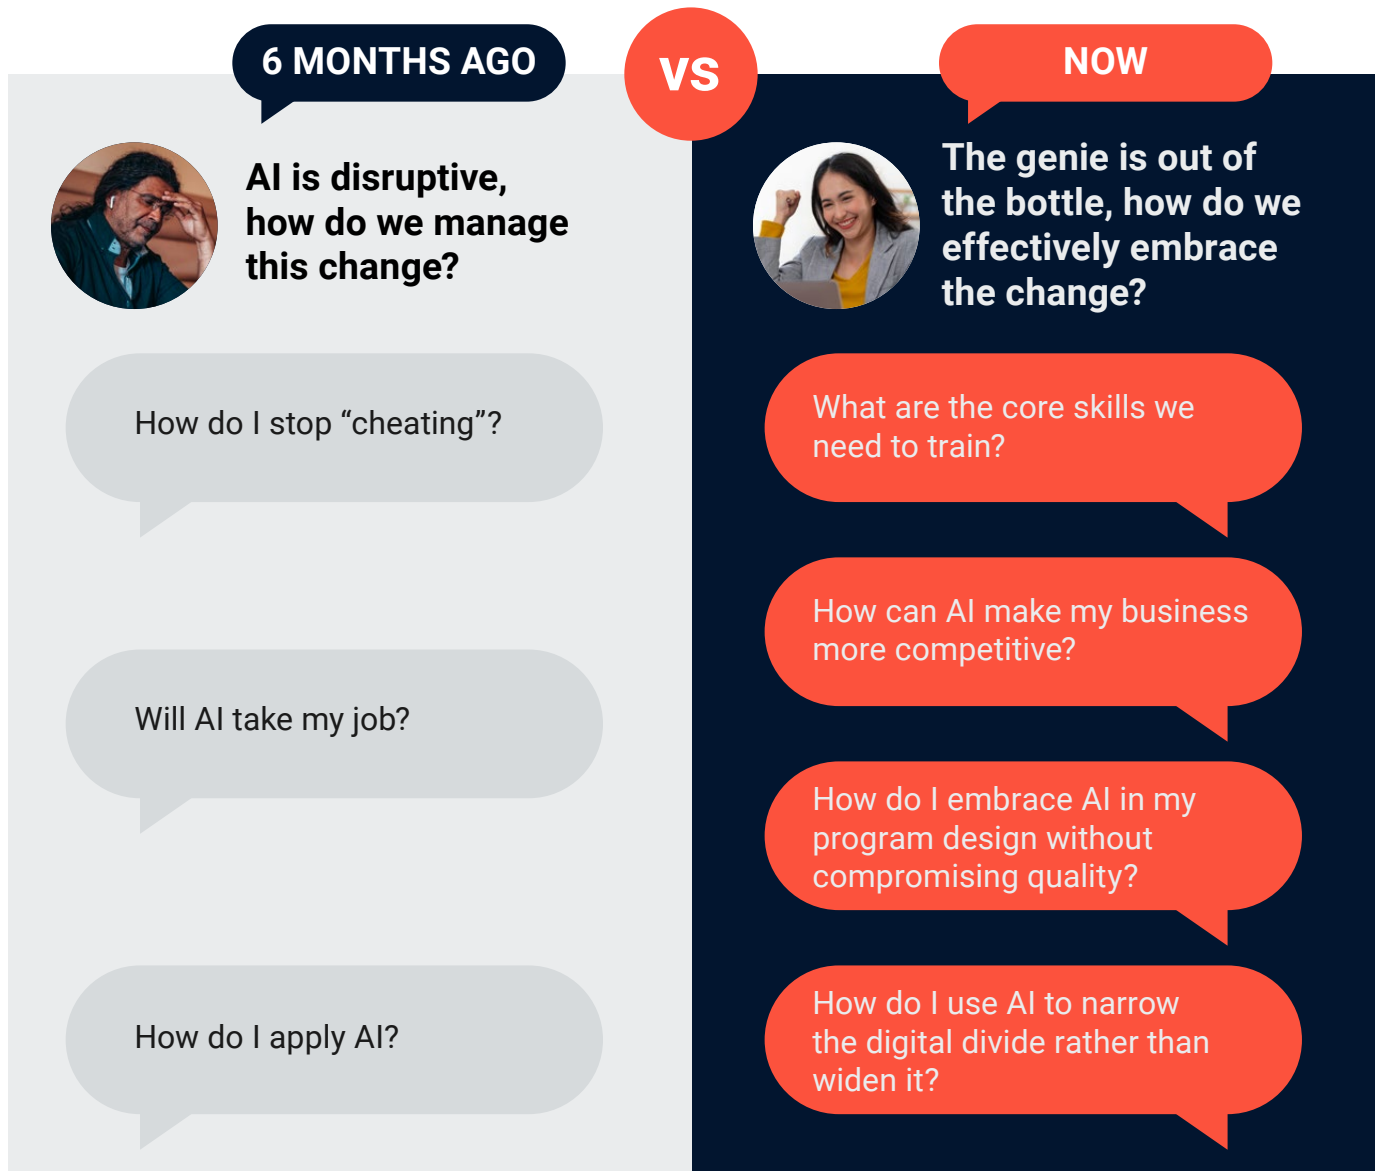 6 MONTHS AGO
VS
NOW
AI is disruptive,
how do we manage
this change?
The genie is out of
the bottle, how do we
effectively embrace
the change?
How do I stop “cheating”?
Will AI take my job?
How do I apply AI?
What are the core skills we
need to train?
How can AI make my business
more competitive?
How do I embrace AI in my
program design without
compromising quality?
How do I use AI to narrow
the digital divide rather than
widen it?